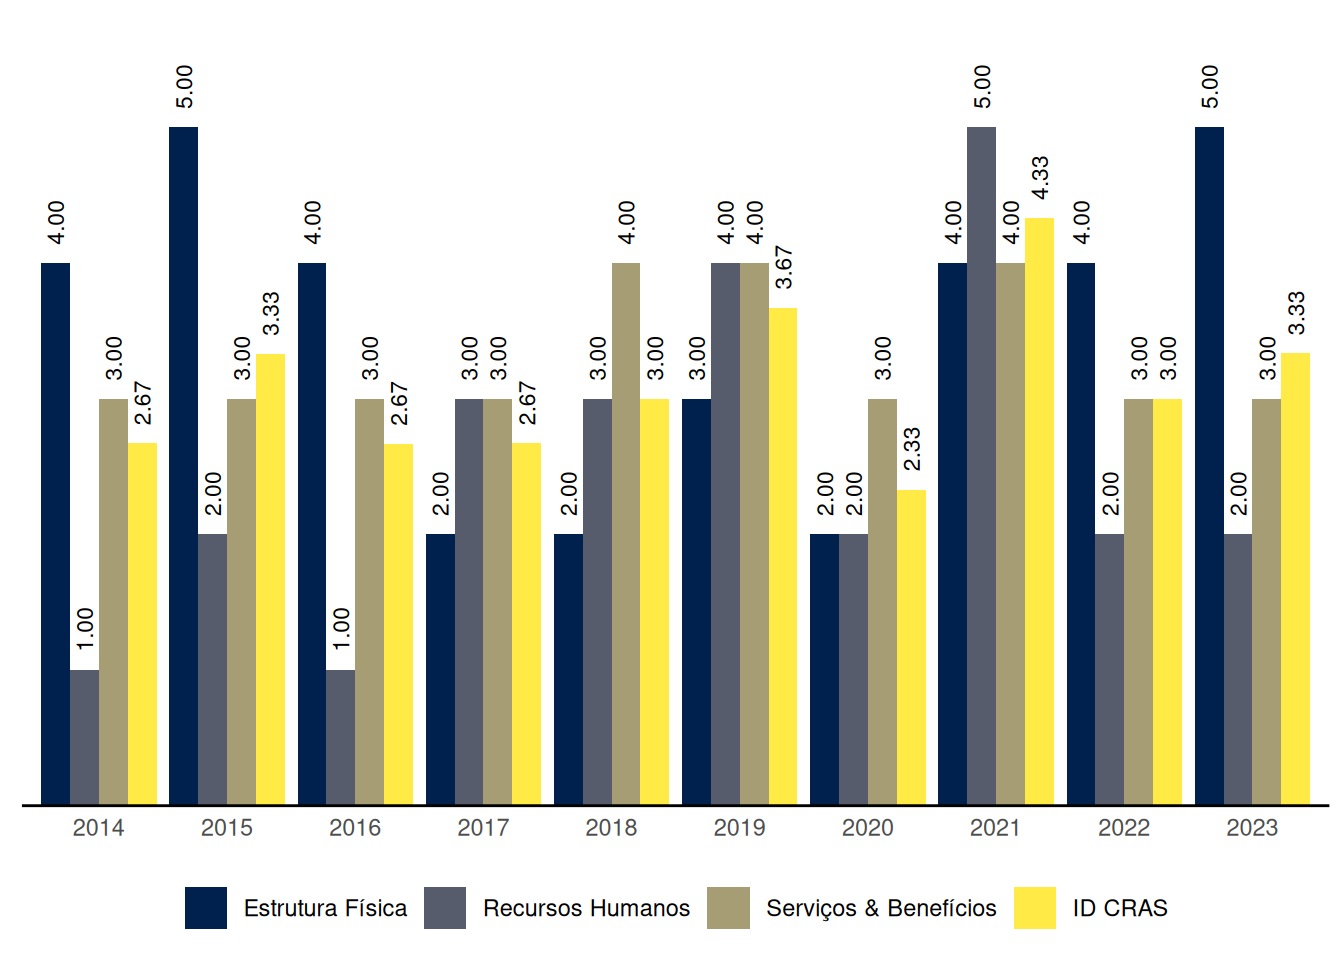 4.00 1.00 3.00 2.67 5.00 2.00 3.00 3.33 4.00 1.00 3.00 2.67 2.00 3.00 3.00 2.67 2.00 3.00 4.00 3.00 3.00 4.00 4.00 3.67 2.00 2.00 3.00 2.33 4.00 5.00 4.00 4.33 4.00 2.00 3.00 3.00 5.00 2.00 3.00 3.33
2014 2015 2016 2017 2018 2019 2020 2021 2022 2023
Estrutura Física Recursos Humanos Serviços & Benefícios ID CRAS